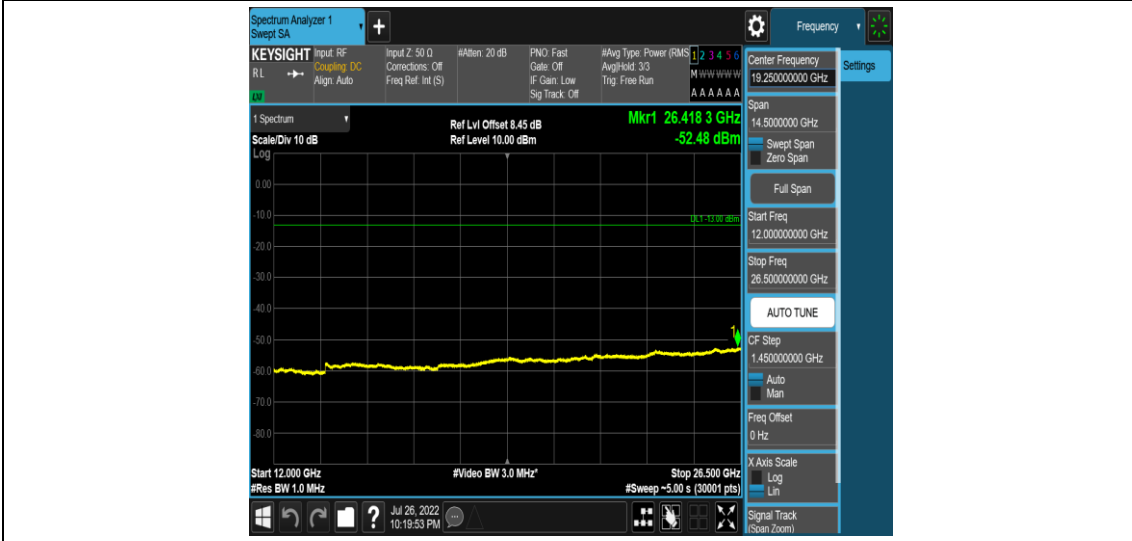 Spectrum Analyzer 1
Swept SA
+
Frequency
KEYSIGHT
RL
LXI
Input: RF
Coupling: DC
Align: Auto
Input Z: 50 Ω
Corrections: Off
Freq Ref: Int (S)
#Atten: 20 dB
PNO: Fast
Gate: Off
IF Gain: Low
Sig Track: Off
#Avg Type: Power (RMS
Avg|Hold: 3/3
Trig: Free Run
1 2 3 4 5 6
M W W W W W
A A A A A A
1 Spectrum
Scale/Div 10 dB
Log
Ref Lvl Offset 8.45 dB
Ref Level 10.00 dBm
Mkr1 26.418 3 GHz
-52.48 dBm
0.00
-10.0
DL1 -13.00 dBm
-20.0
-30.0
-40.0
1
-50.0
-60.0
-70.0
-80.0
Start 12.000 GHz
#Res BW 1.0 MHz
#Video BW 3.0 MHz*
Stop 26.500 GHz
#Sweep ~5.00 s (30001 pts)
Jul 26, 2022
10:19:53 PM
Center Frequency
19.250000000 GHz
Settings
Span
14.5000000 GHz
Swept Span
Zero Span
Full Span
Start Freq
12.000000000 GHz
Stop Freq
26.500000000 GHz
AUTO TUNE
CF Step
1.450000000 GHz
Auto
Man
Freq Offset
0 Hz
X Axis Scale
Log
Lin
Signal Track
(Span Zoom)